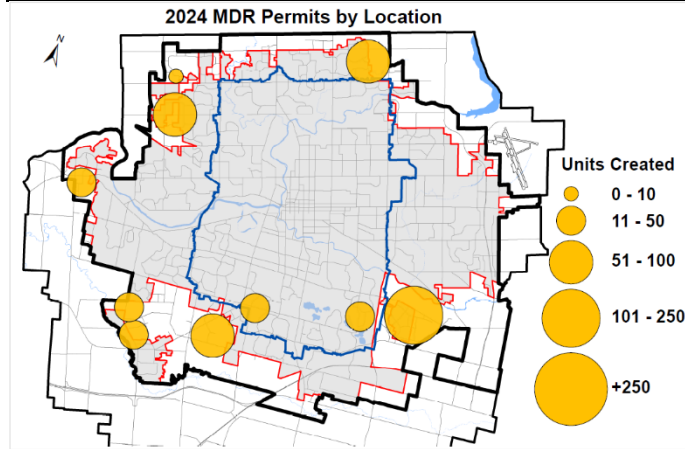 2024 MDR Permits by Location
N
Units Created
0 - 10
11 - 50
51 - 100
101 - 250
+250